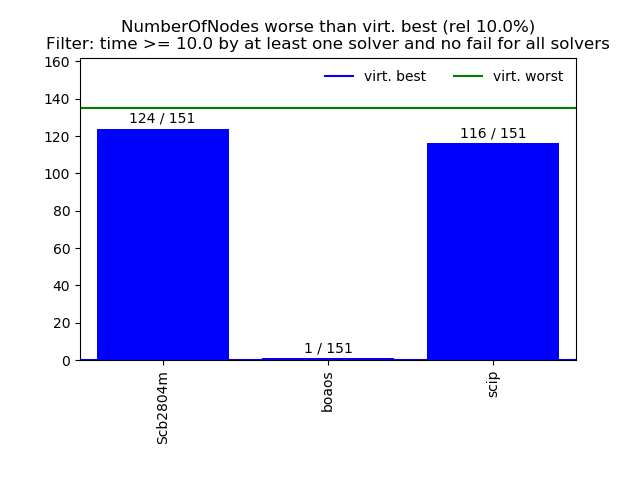 NumberOfNodes worse than virt. best (rel 10.0%)
Filter: time >= 10.0 by at least one solver and no fail for all solvers
160
140
120
100
80
60
40
20
0
virt. best
virt. worst
124 / 151
1 / 151
116 / 151
Scb2804m
boaos
scip